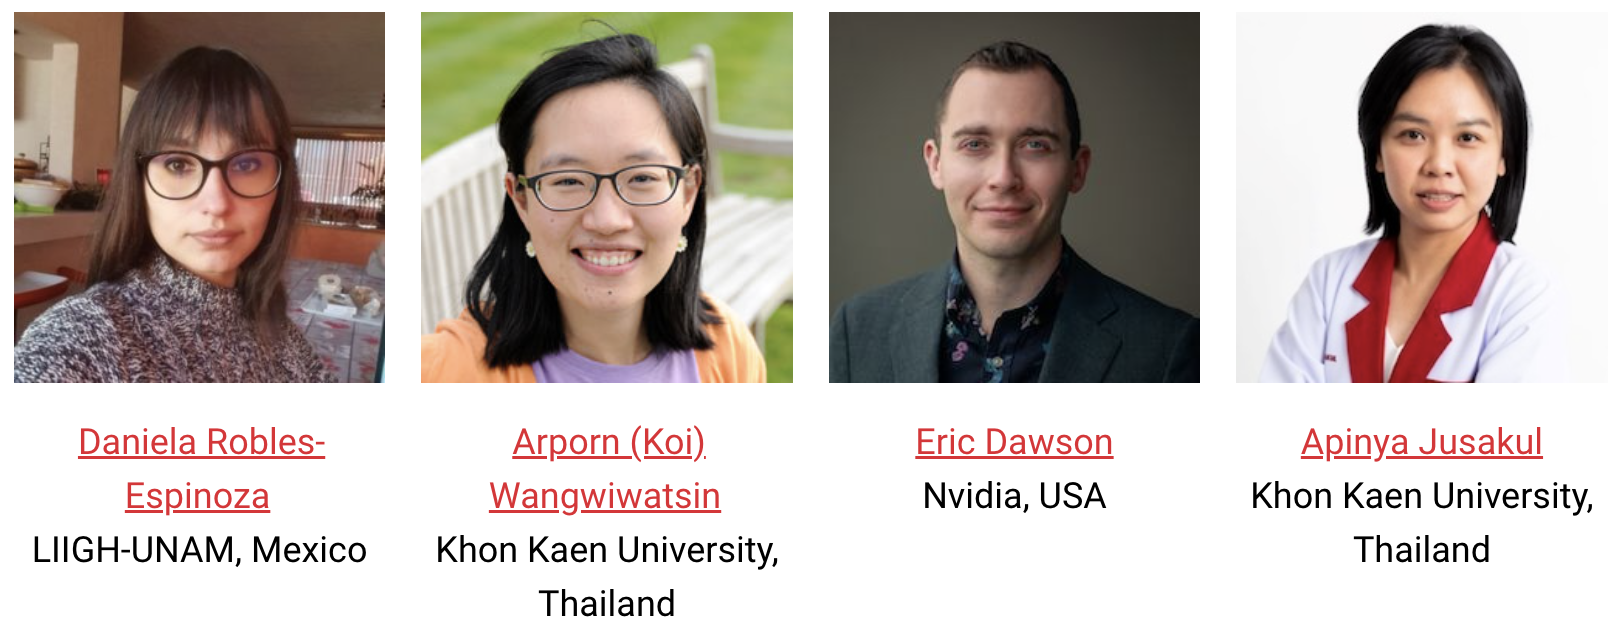 Daniela Robles-
Espinoza
LIIGH-UNAM, Mexico
Arporn (Koi)
Wangwiwatsin
Khon Kaen University,
Thailand
Eric Dawson
Nvidia, USA
Apinya Jusakul
Khon Kaen University,
Thailand